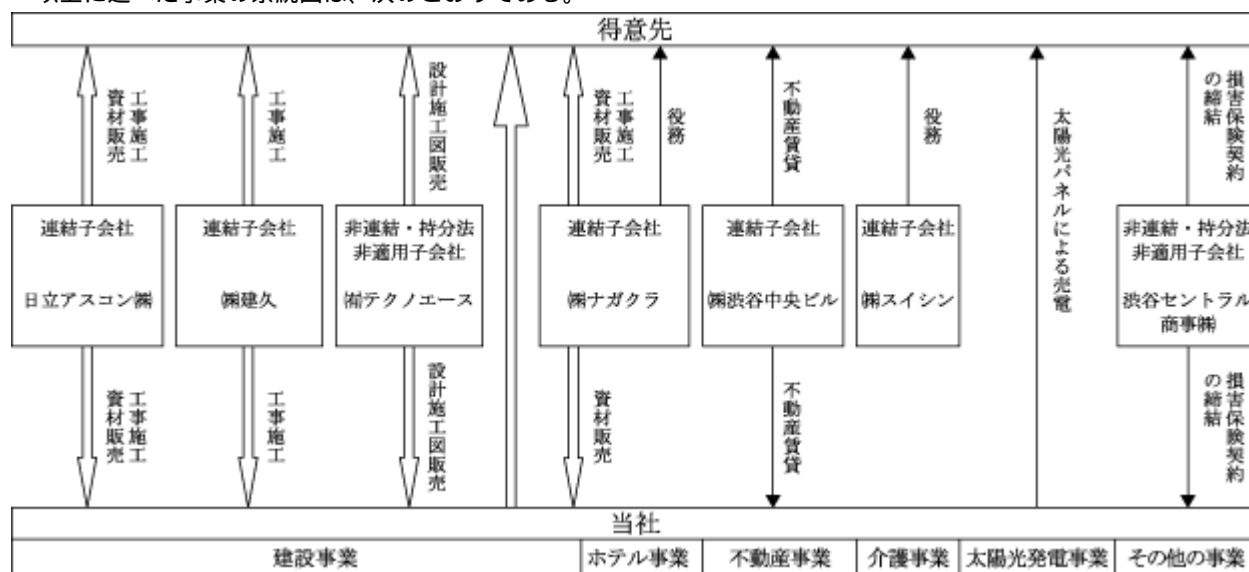 得意先
工事施工
資材販売
工事施工
設計施工図販売
工事施工
資材販売
役務
不動産賃貸
役務
太陽光パネルによる売電
損害保険契約
の締結
連結子会社
日立アスコン㈱
連結子会社
㈱建久
非連結・持分法
非適用子会社
㈲テクノエース
連結子会社
㈱ナガクラ
連結子会社
㈱渋谷中央ビル
連結子会社
㈱スイシン
非連結・持分法
非適用子会社
渋谷セントラル
商事㈱
工事施工
資材販売
工事施工
設計施工図販売
資材販売
不動産賃貸
損害保険契約
の締結
当社
建設事業
ホテル事業
不動産事業
介護事業
太陽光発電事業
その他の事業